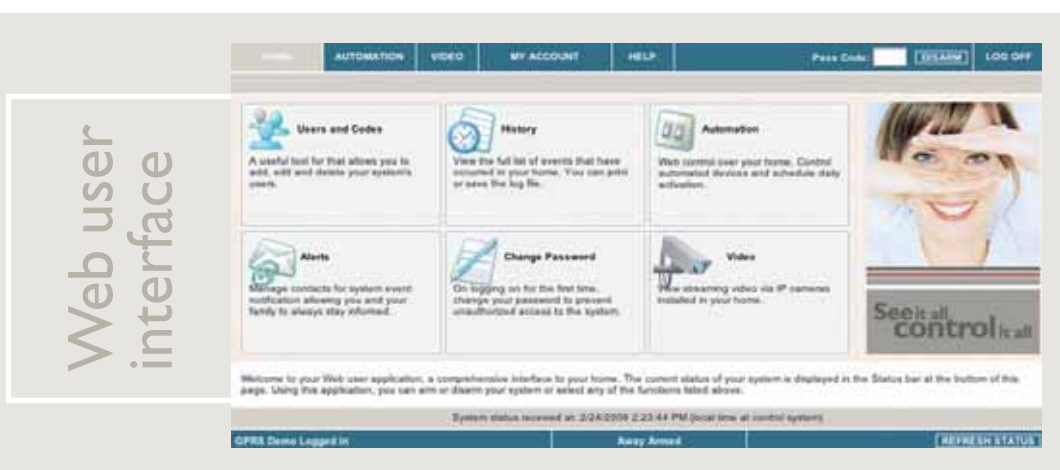 Web user
interface
HOME
AUTOMATION
VIDEO
MY ACCOUNT
HELP
Pass Code:
DISARM
LOG OFF
Users and Codes
A useful tool for that allows you to
add, edit and delete your system's
users.
History
View the full list of events that have
occurred in your home. You can print
or save the log file.
Automation
Web control over your home. Control
automated devices and schedule daily
activation.
Alerts
Manage contacts for system event
notification allowing you and your
family to always stay informed.
Change Password
On logging on for the first time,
change your password to prevent
unauthorized access to the system.
Video
View streaming video via IP cameras
installed in your home.
See it all
control it all
Welcome to your Web user application, a comprehensive interface to your home. The current status of your system is displayed in the Status bar at the bottom of this
page. Using this application, you can arm or disarm your system or select any of the functions listed above.
System status received at: 2/24/2009 2:23:44 PM (local time at control system)
GPRS Demo Logged in
Away Armed
REFRESH STATUS